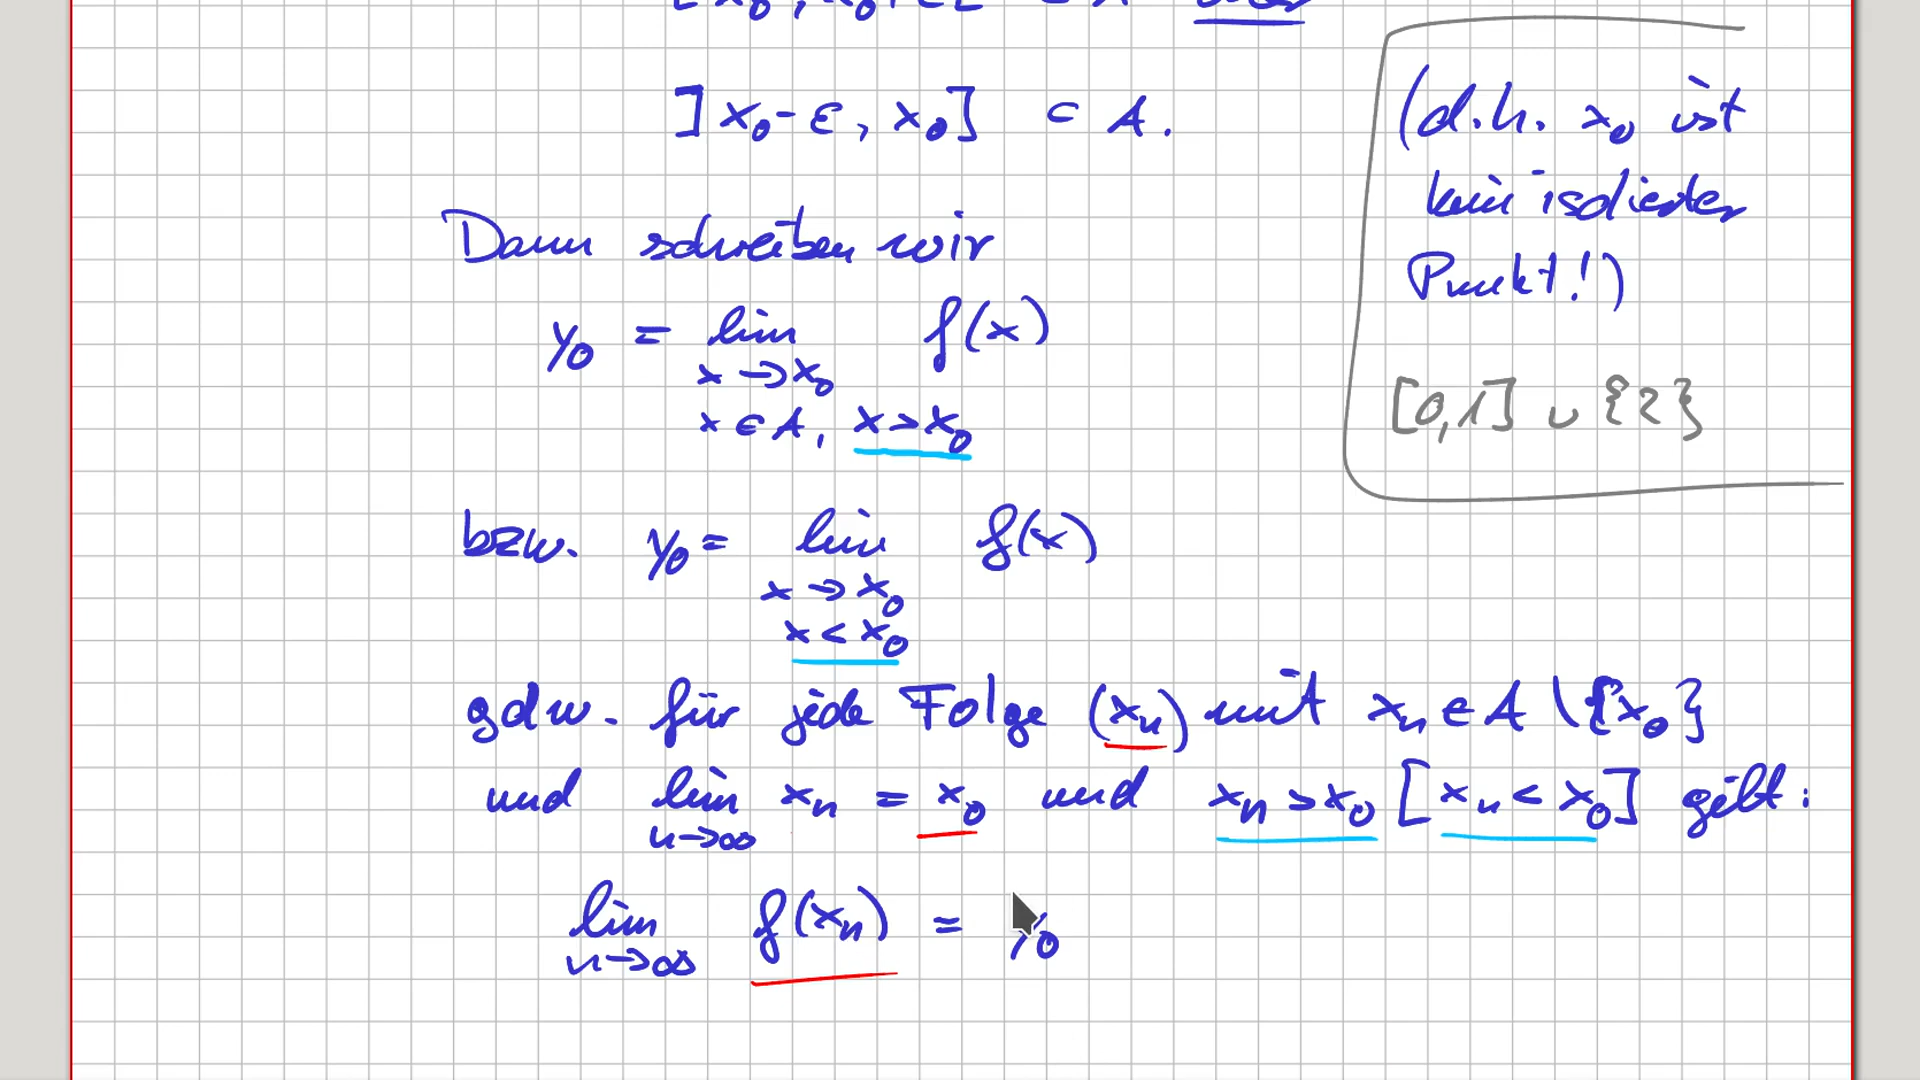 ]x₀-ε, x₀] ⊂ A.
(d.h. x₀ ist
kein isolierter
Punkt!)
[0,1] ∪ {2}
Dann schreiben wir
y₀ = lim f(x)
x → x₀
x ∈ A, x > x₀
bzw. y₀ = lim f(x)
x → x₀
x < x₀
gdw. für jede Folge (xₙ) mit xₙ ∈ A \ {x₀}
und lim xₙ = x₀ und xₙ > x₀ [xₙ < x₀] gilt:
n→∞
lim f(xₙ) = y₀
n→∞